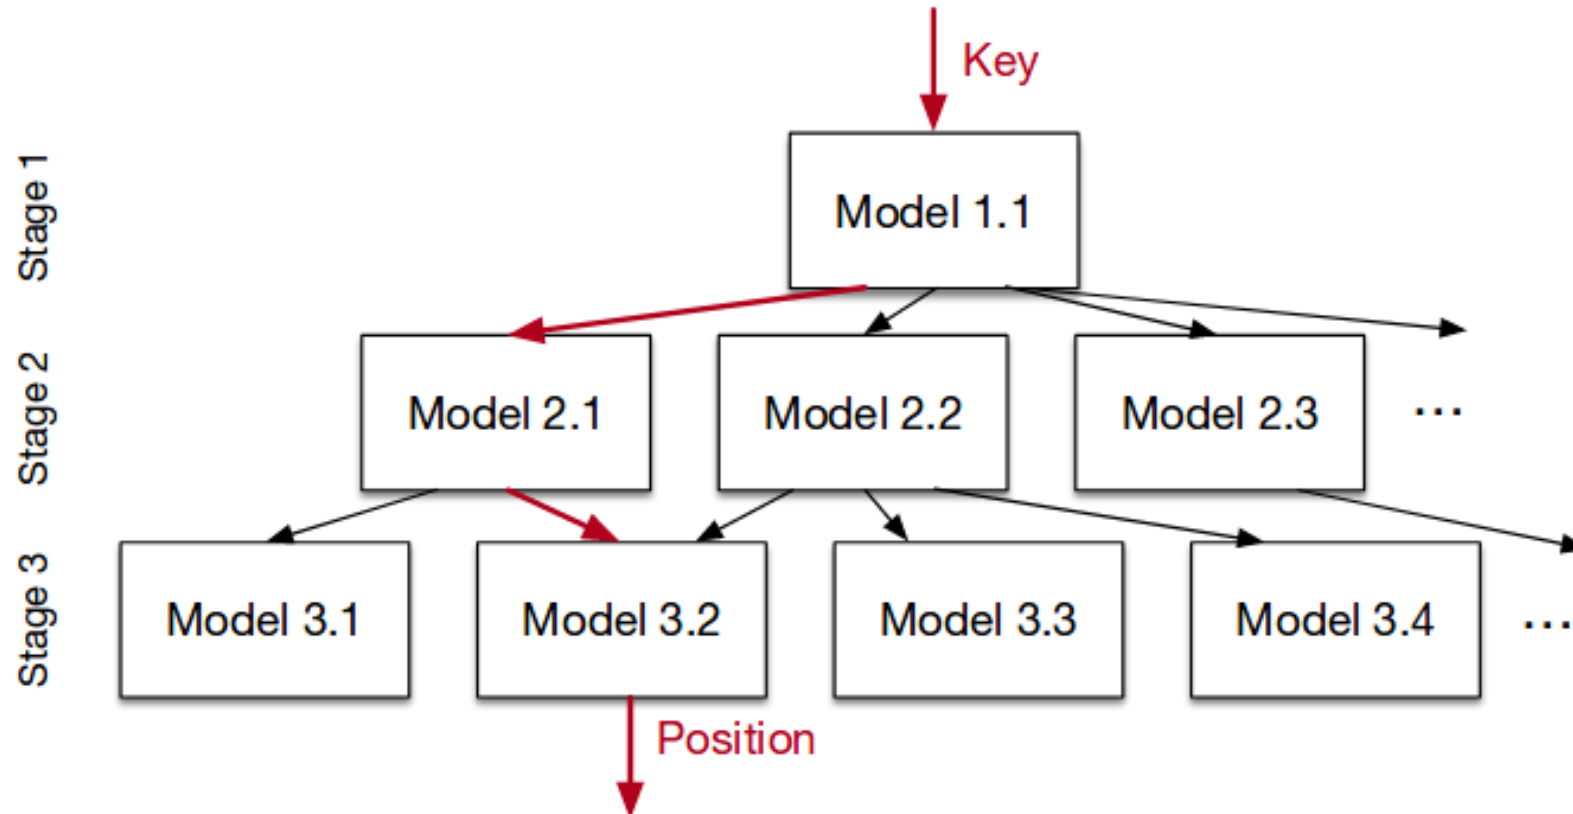 Key
Stage 1
Model 1.1
Stage 2
Model 2.1
Model 2.2
Model 2.3
...
Stage 3
Model 3.1
Model 3.2
Model 3.3
Model 3.4
...
Position